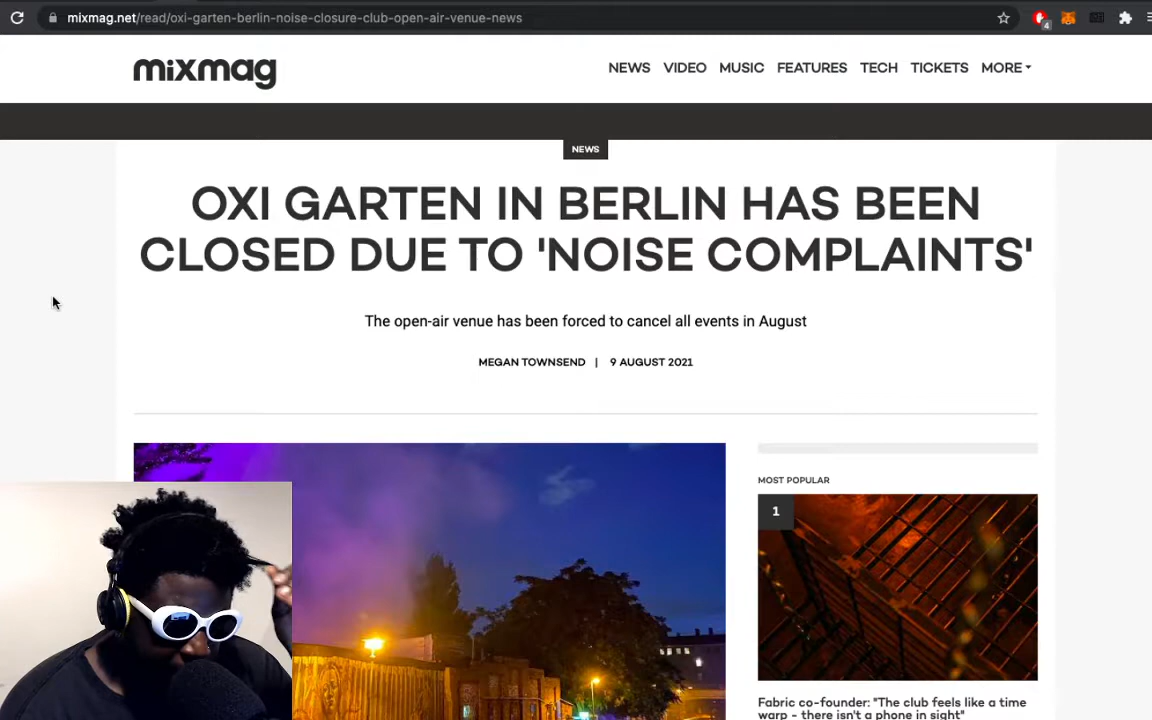 mixmag.net/read/oxi-garten-berlin-noise-closure-club-open-air-venue-news
4
mixmag
NEWS VIDEO MUSIC FEATURES TECH TICKETS MORE
NEWS
OXI GARTEN IN BERLIN HAS BEEN
CLOSED DUE TO 'NOISE COMPLAINTS'
The open-air venue has been forced to cancel all events in August
MEGAN TOWNSEND | 9 AUGUST 2021
MOST POPULAR
1
Fabric co-founder: "The club feels like a time
warp - there isn't a phone in sight"